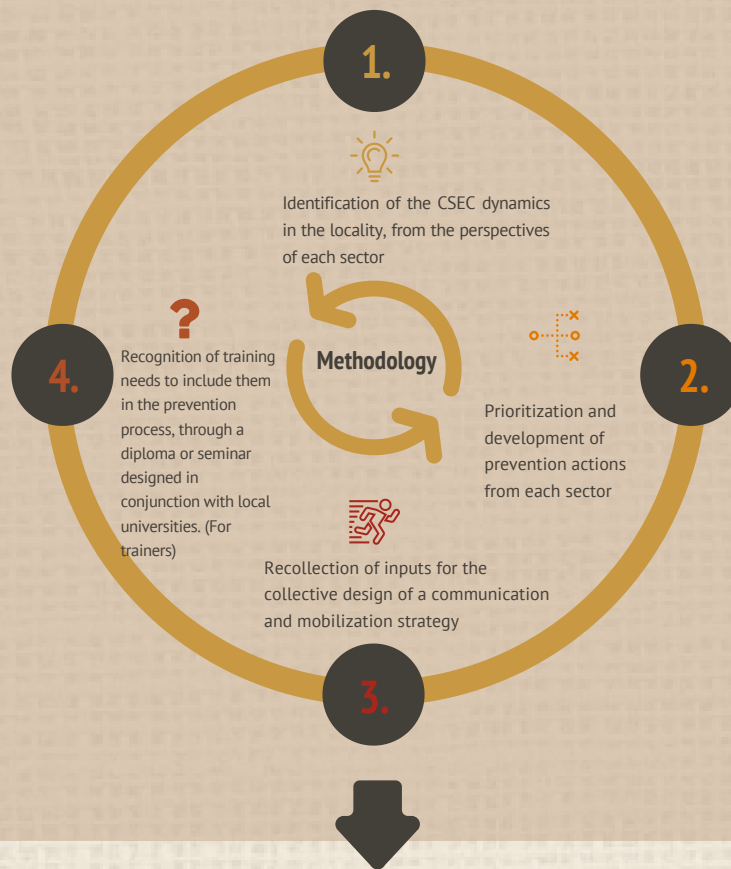 1.
Identification of the CSEC dynamics
in the locality, from the perspectives
of each sector
Methodology
2.
Prioritization and
development of
prevention actions
from each sector
3.
Recollection of inputs for the
collective design of a communication
and mobilization strategy
4.
Recognition of training
needs to include them
in the prevention
process, through a
diploma or seminar
designed in
conjunction with local
universities. (For
trainers)